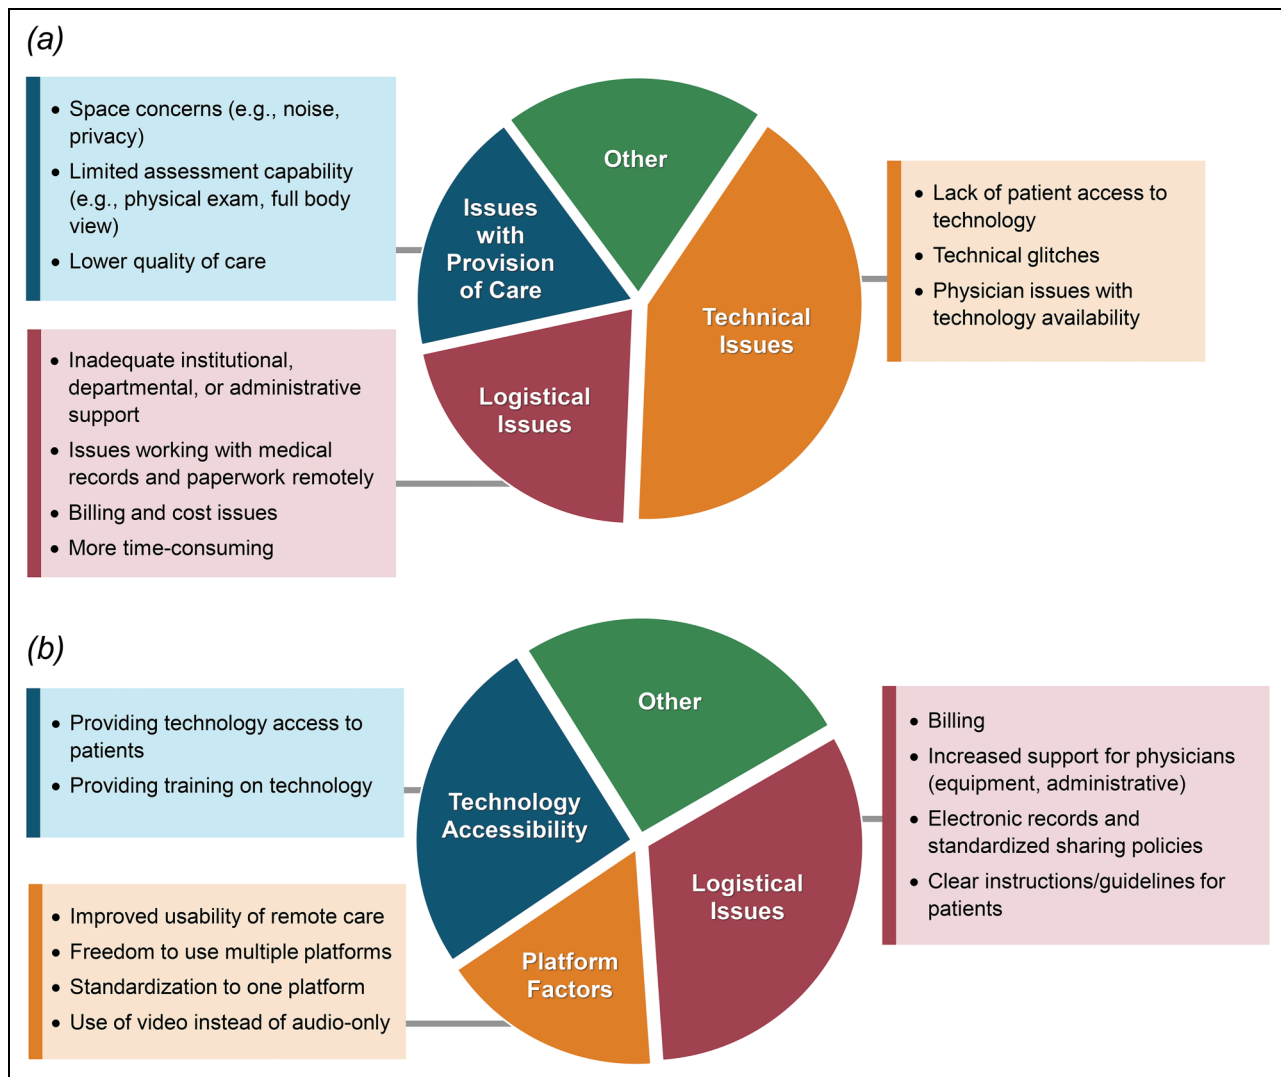 (a)
• Space concerns (e.g., noise,
privacy)
• Limited assessment capability
(e.g., physical exam, full body
view)
• Lower quality of care
• Inadequate institutional,
departmental, or administrative
support
• Issues working with medical
records and paperwork remotely
• Billing and cost issues
• More time-consuming
Other
Issues
with
Provision
of Care
Technical
Issues
Logistical
Issues
• Lack of patient access to
technology
• Technical glitches
• Physician issues with
technology availability
(b)
• Providing technology access to
patients
• Providing training on technology
• Improved usability of remote care
• Freedom to use multiple platforms
• Standardization to one platform
• Use of video instead of audio-only
Other
Technology
Accessibility
Logistical
Issues
Platform
Factors
• Billing
• Increased support for physicians
(equipment, administrative)
• Electronic records and
standardized sharing policies
• Clear instructions/guidelines for
patients